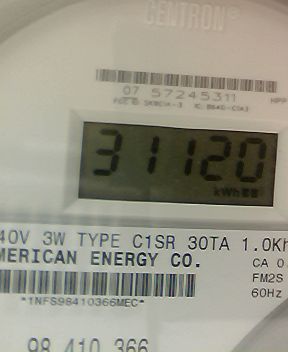 CENTRON®
07 57245311
31120
kWh
40V 3W TYPE C1SR 30TA 1.0Kh
MERICAN ENERGY CO.
CA 0
FM2S
60Hz
*1NFS98410366MEC*
98 410 366